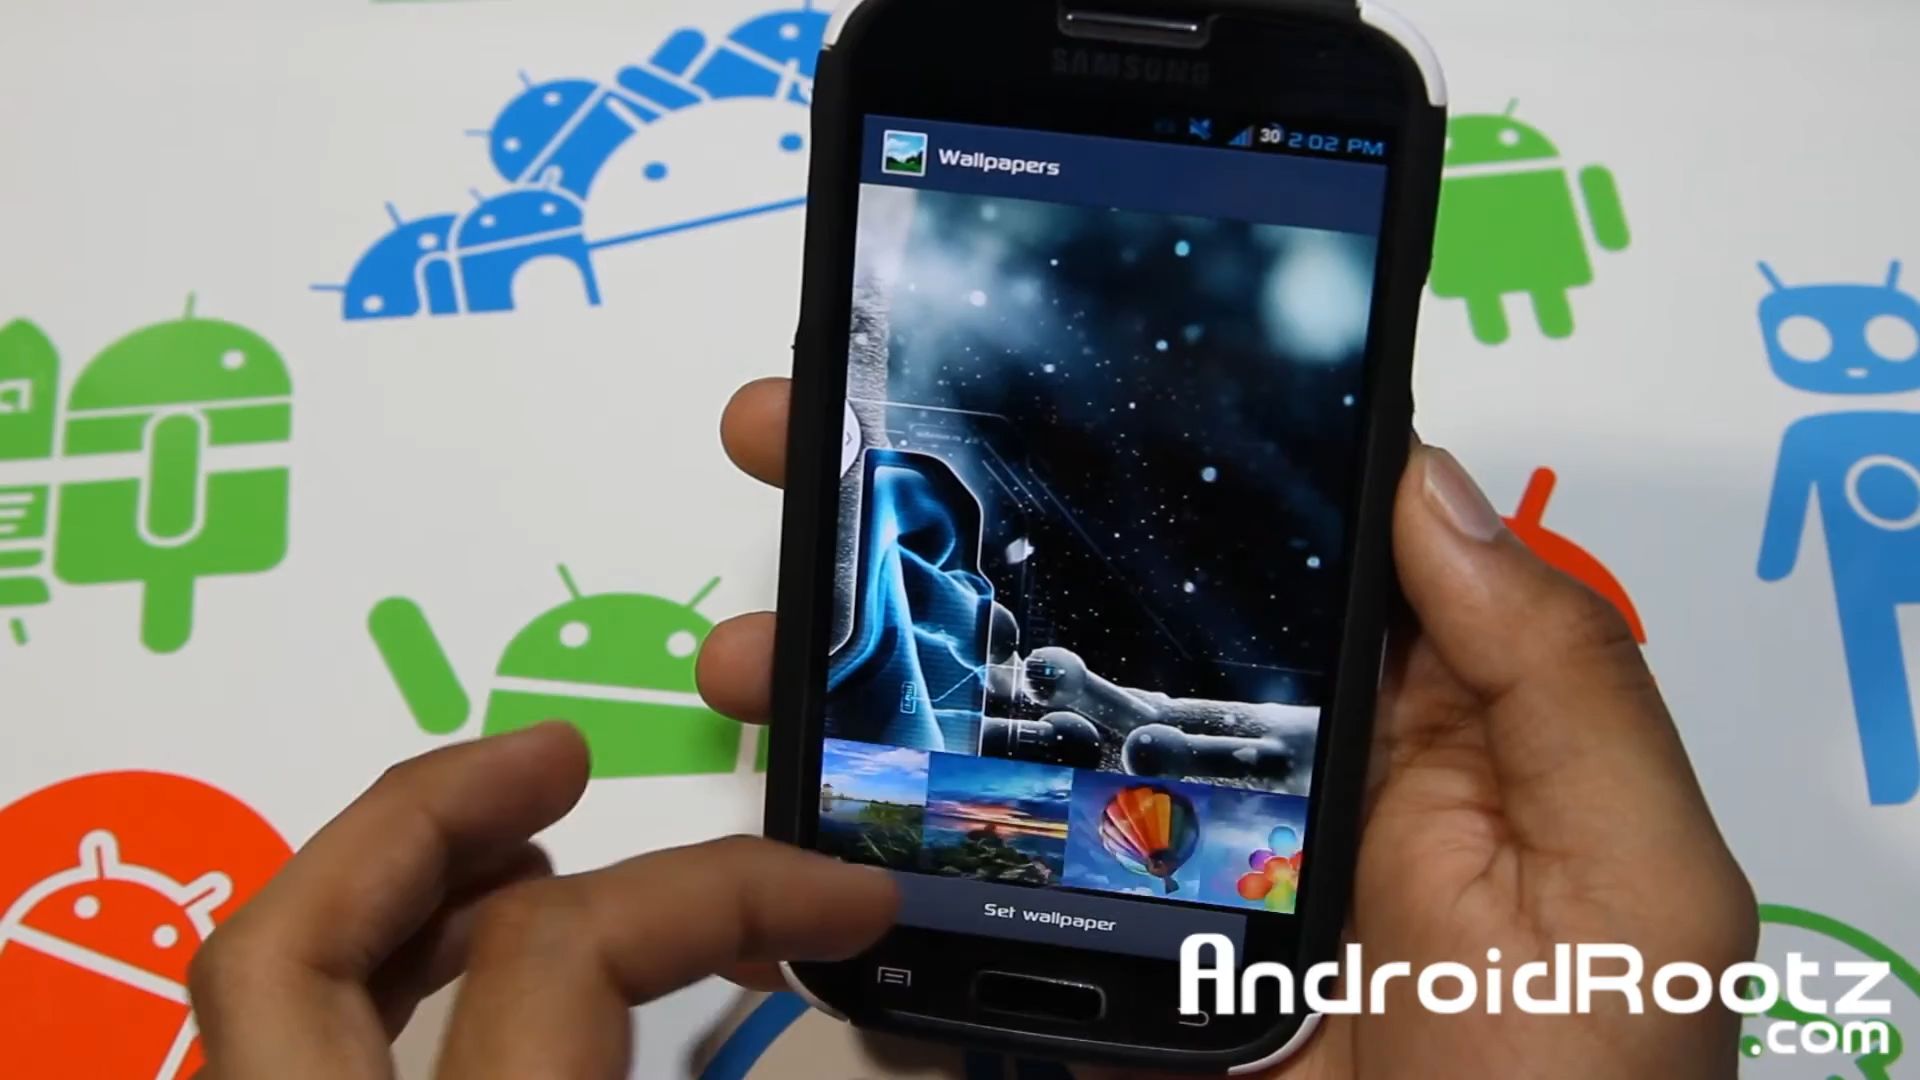 SAMSUNG
30 2:02 PM
Wallpapers
Set wallpaper
AndroidRootz
.com